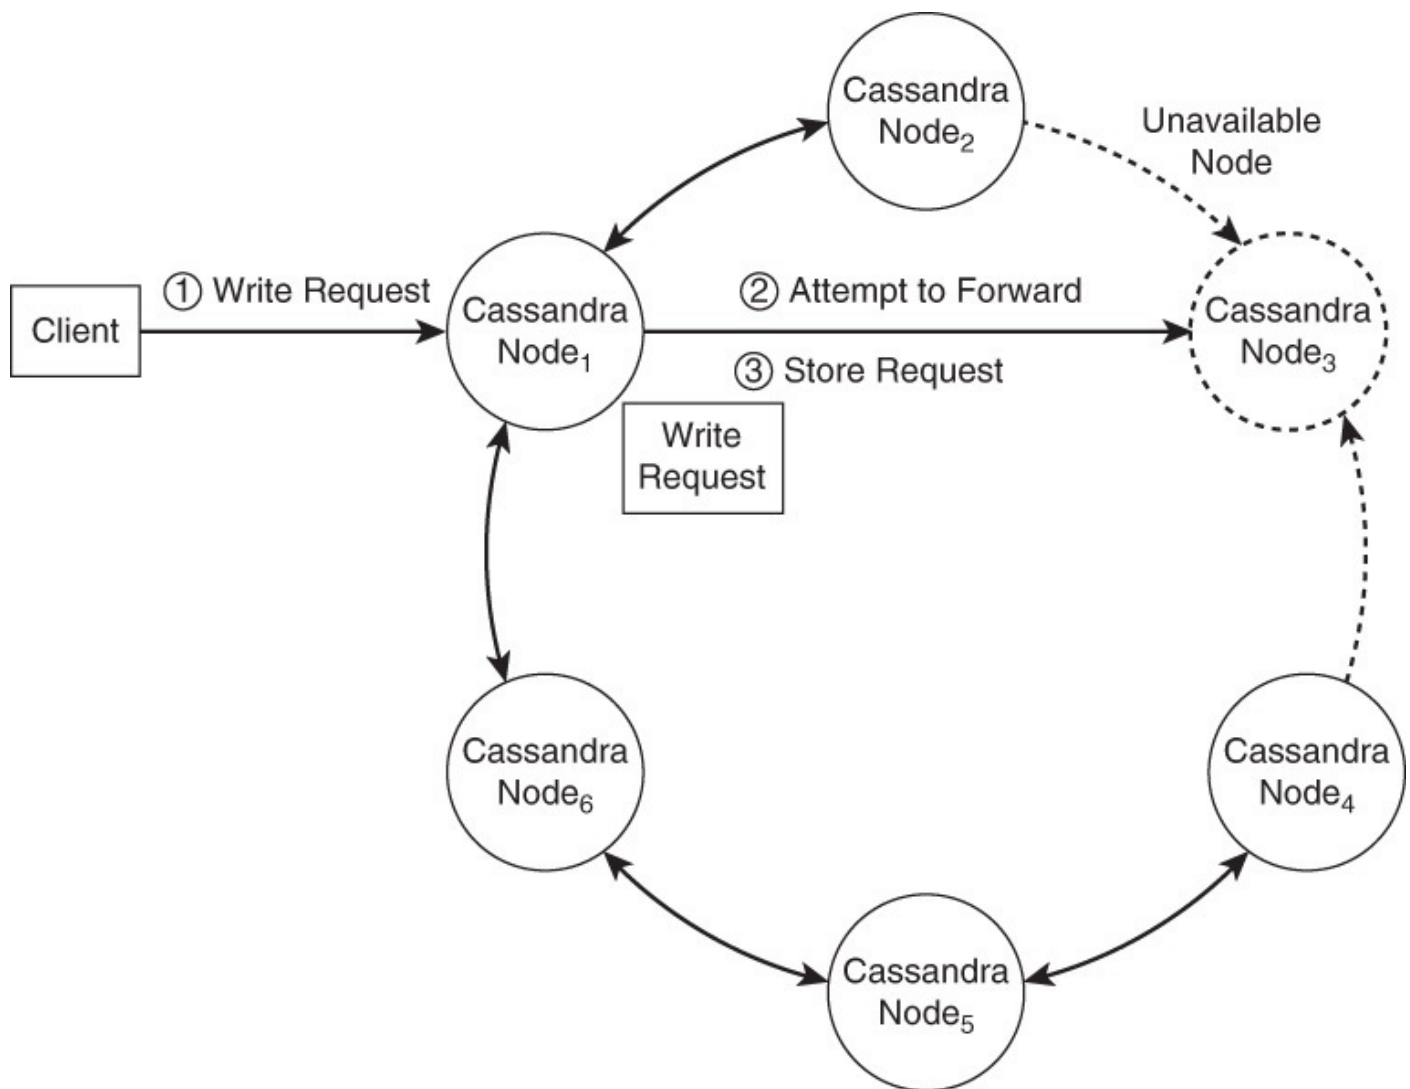 Cassandra
Node₂
Unavailable
Node
① Write Request
Client
Cassandra
Node₁
② Attempt to Forward
Cassandra
Node₃
③ Store Request
Write
Request
Cassandra
Node₆
Cassandra
Node₄
Cassandra
Node₅